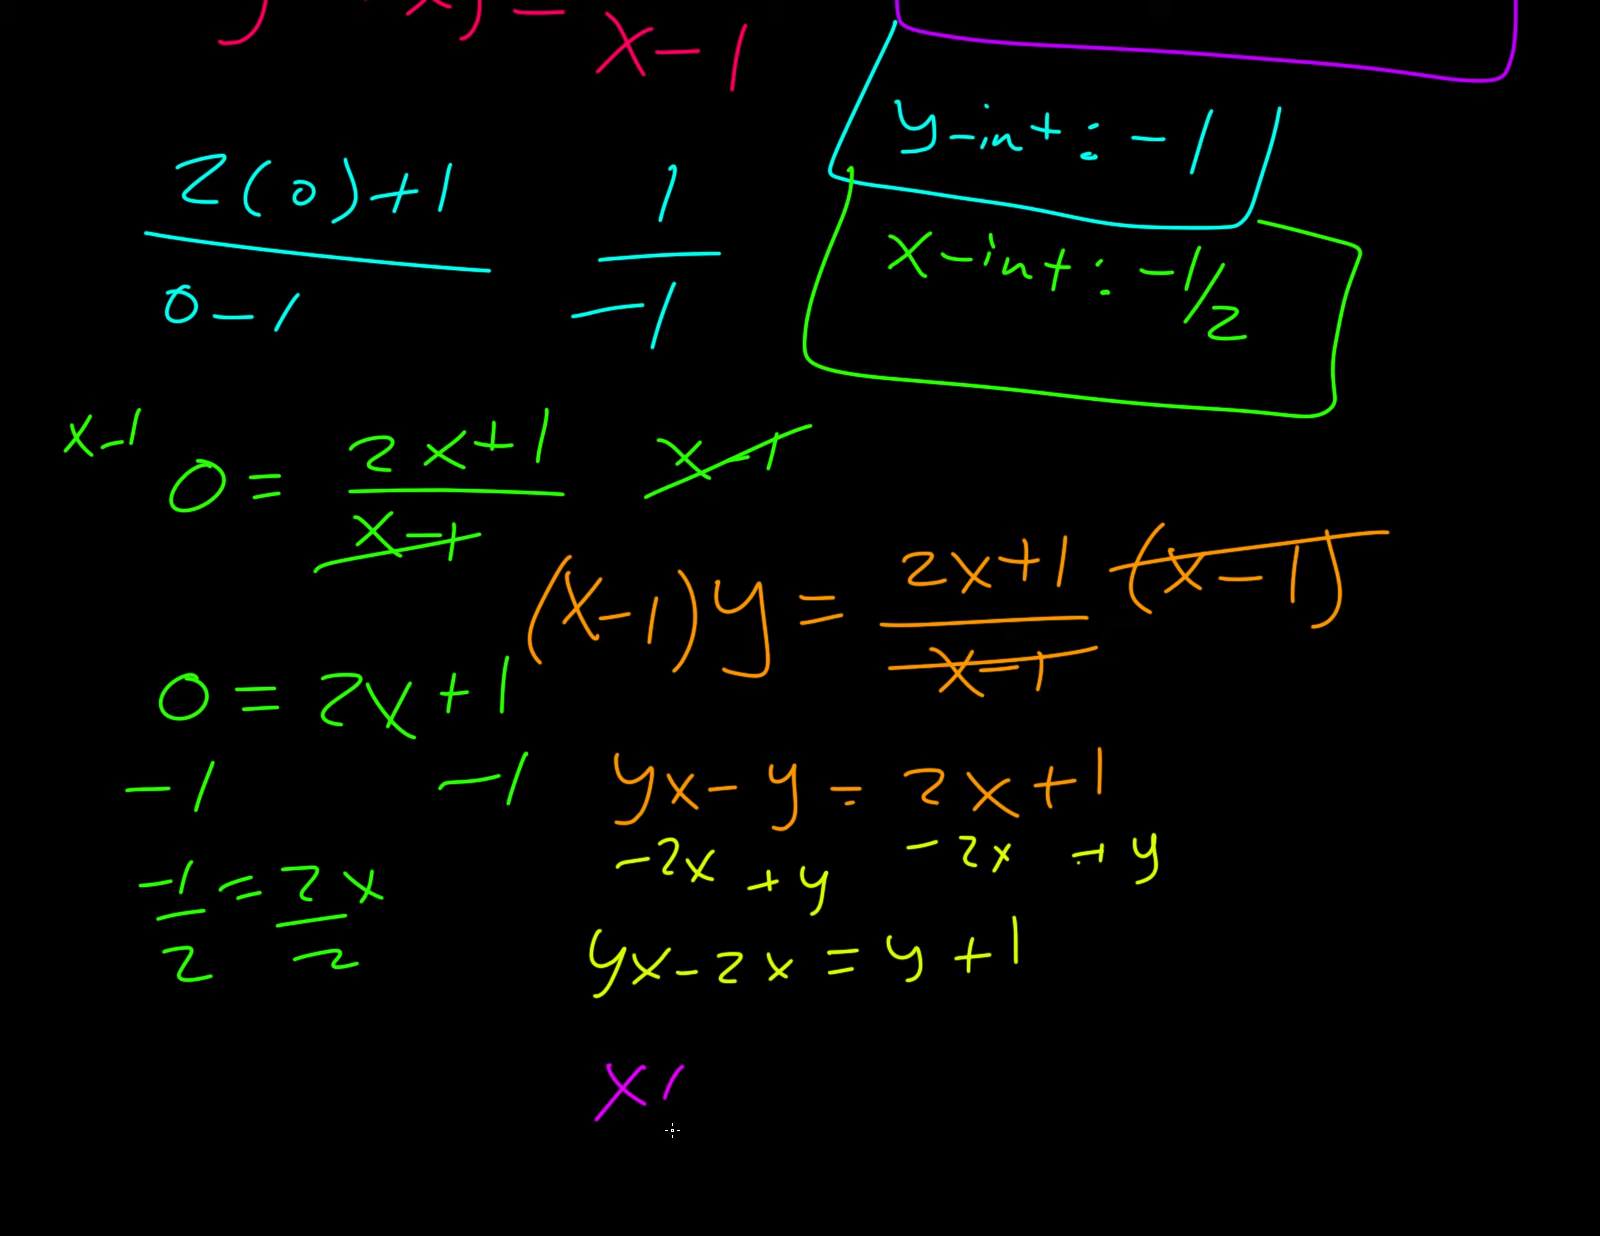 x-1
y-int: -1
2(0)+1 1
0-1 -1
x-int: -1/2
x-1 0 = 2x+1 x-1
x-1
(x-1)y = 2x+1 (x-1)
x-1
0 = 2x+1
-1 -1
yx-y = 2x+1
-2x +y -2x +y
-1 = 2x
2 2
yx-2x = y+1
x(